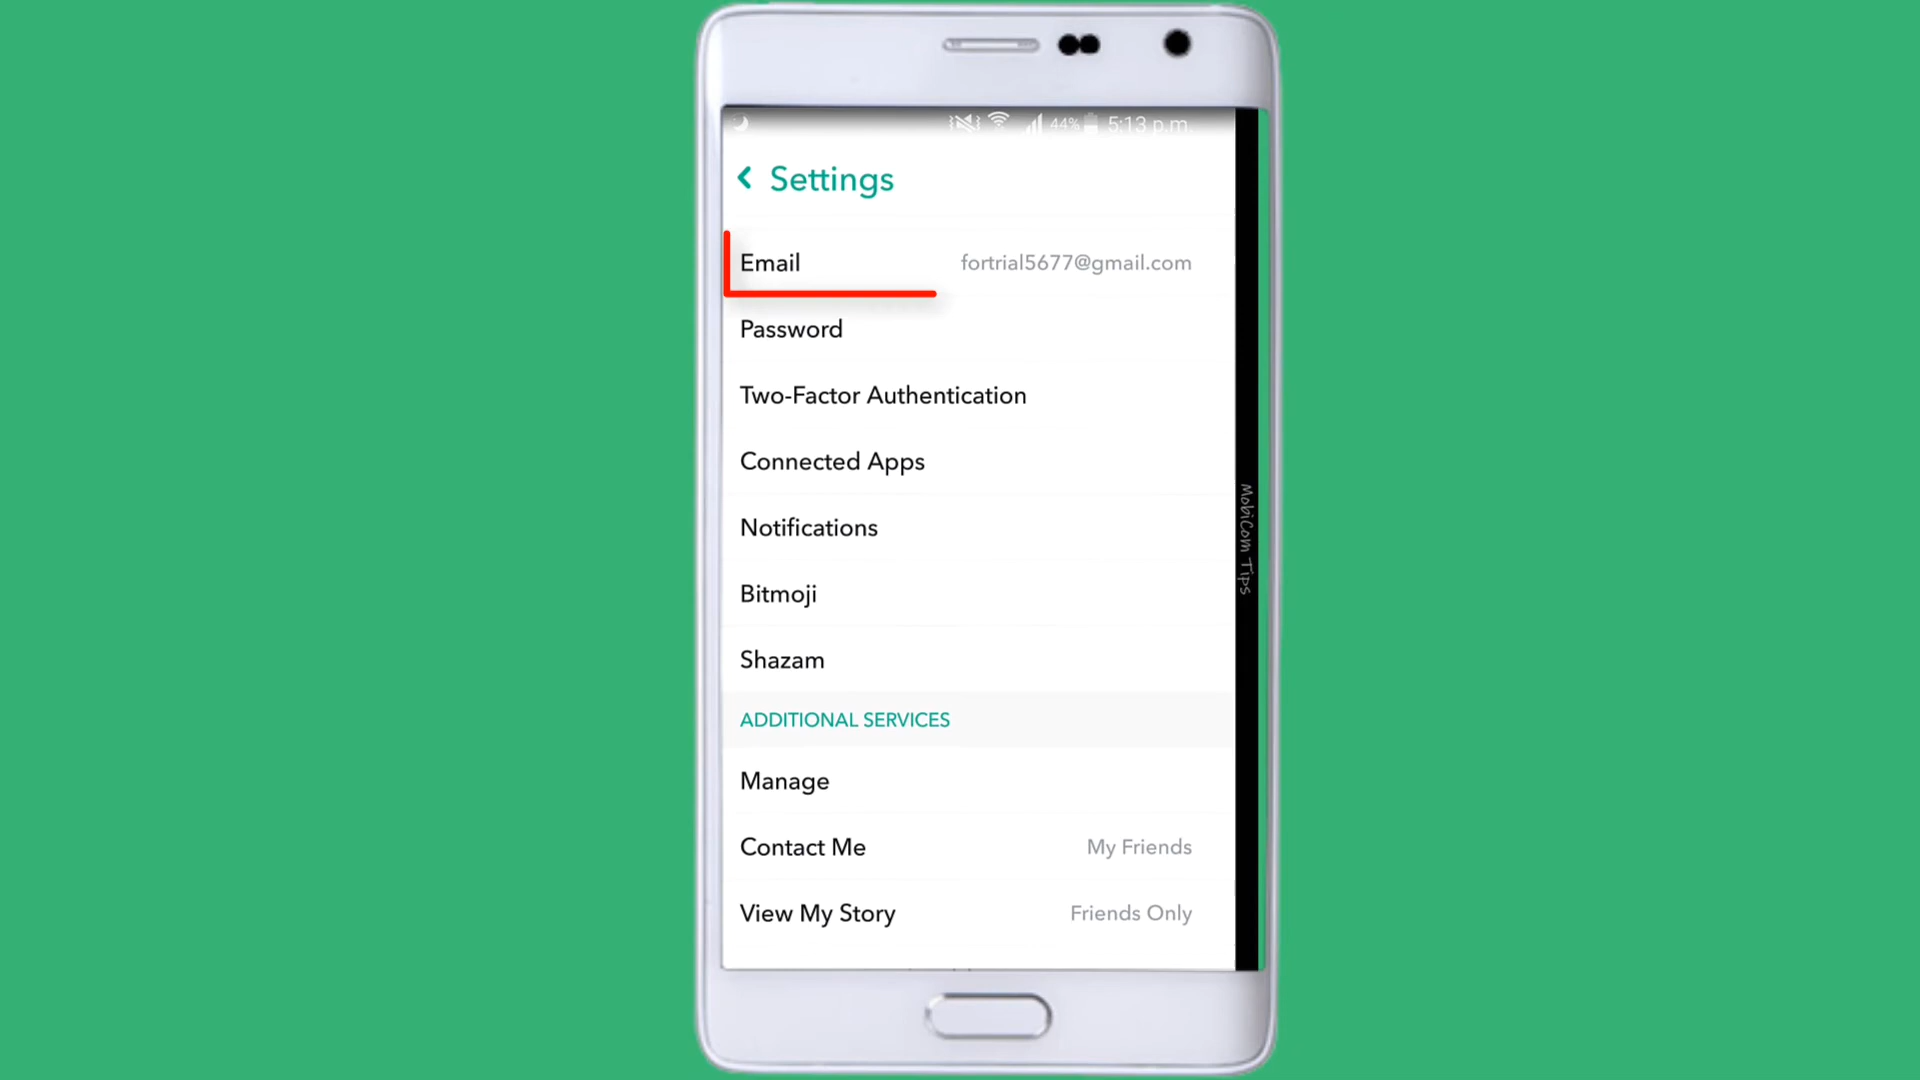 44% 5:13 p.m.
Settings
Email fortrial5677@gmail.com
Password
Two-Factor Authentication
Connected Apps
Notifications
Bitmoji
Shazam
ADDITIONAL SERVICES
Manage
Contact Me My Friends
View My Story Friends Only
MobiCom Tips